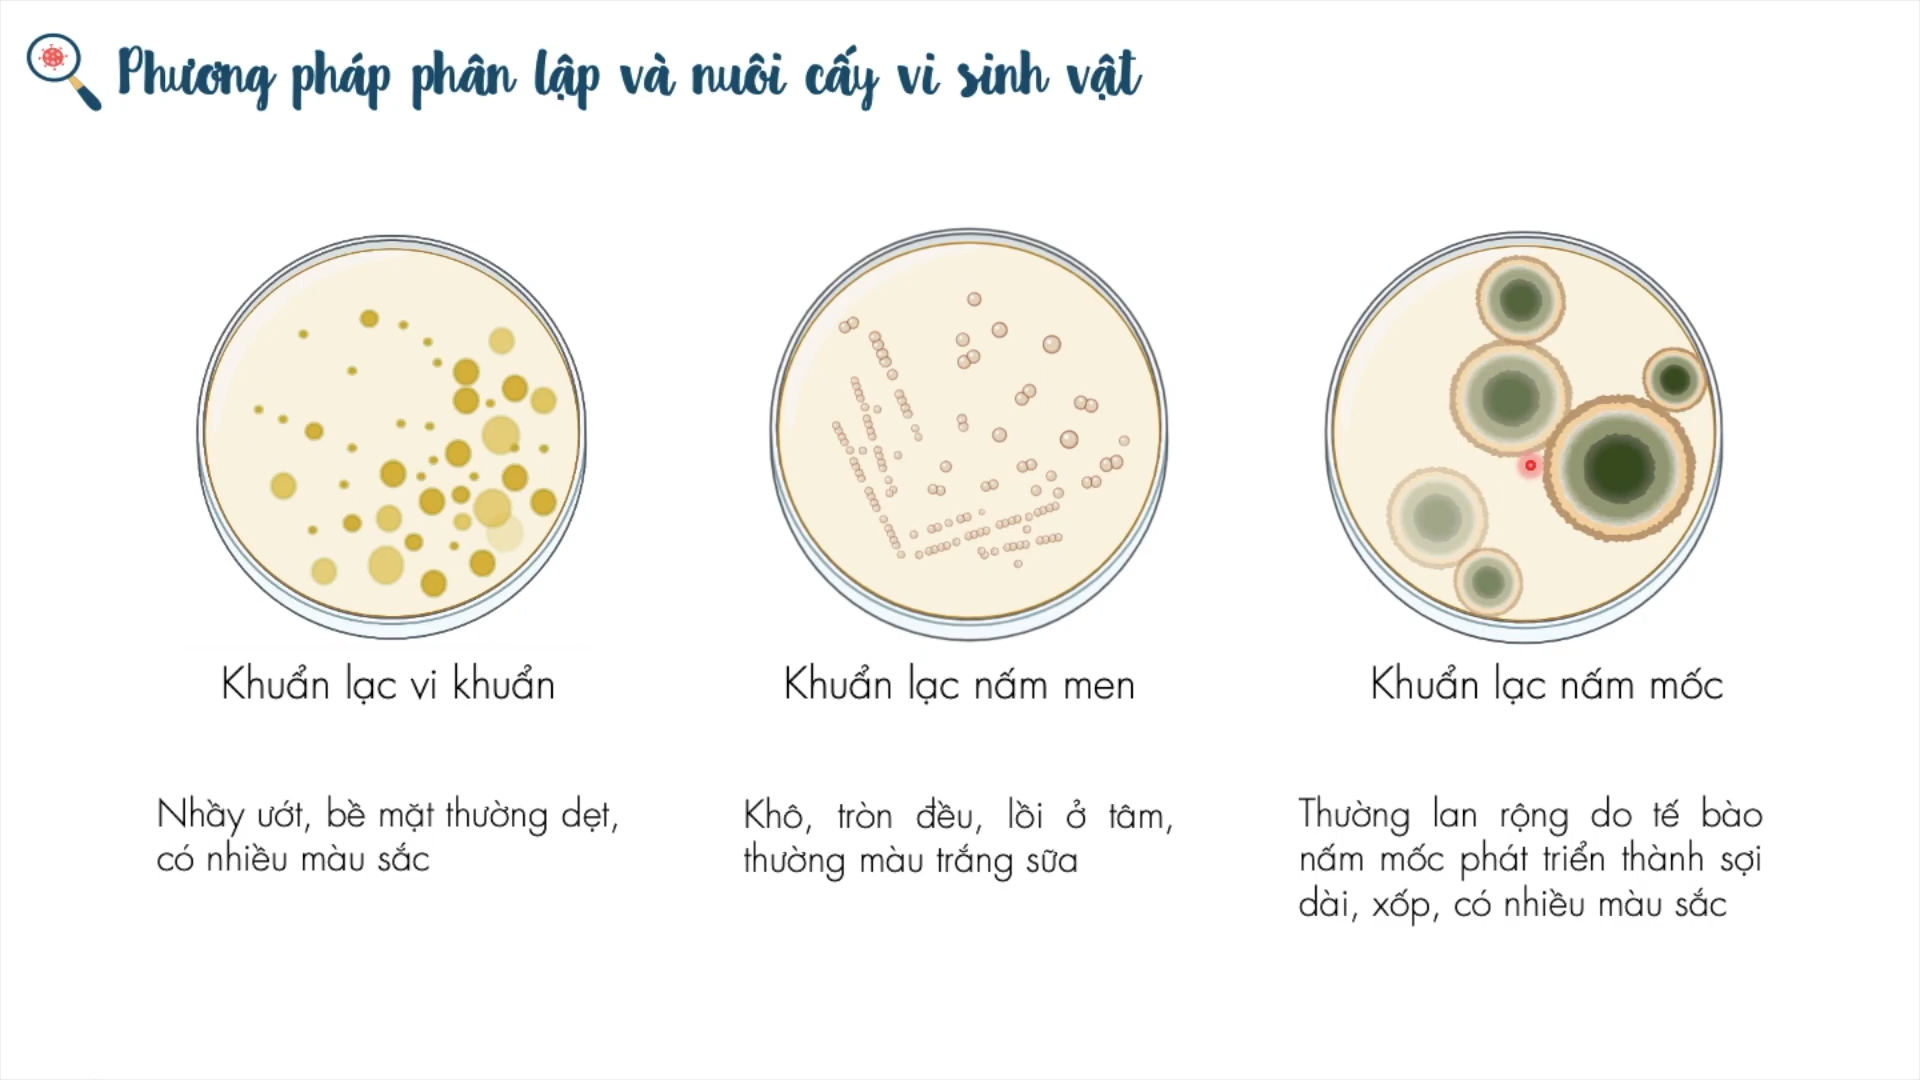 Phương pháp phân lập và nuôi cấy vi sinh vật
Khuẩn lạc vi khuẩn
Khuẩn lạc nấm men
Khuẩn lạc nấm mốc
Nhầy ướt, bề mặt thường dẹt,
có nhiều màu sắc
Khô, tròn đều, lồi ở tâm,
thường màu trắng sữa
Thường lan rộng do tế bào
nấm mốc phát triển thành sợi
dài, xốp, có nhiều màu sắc